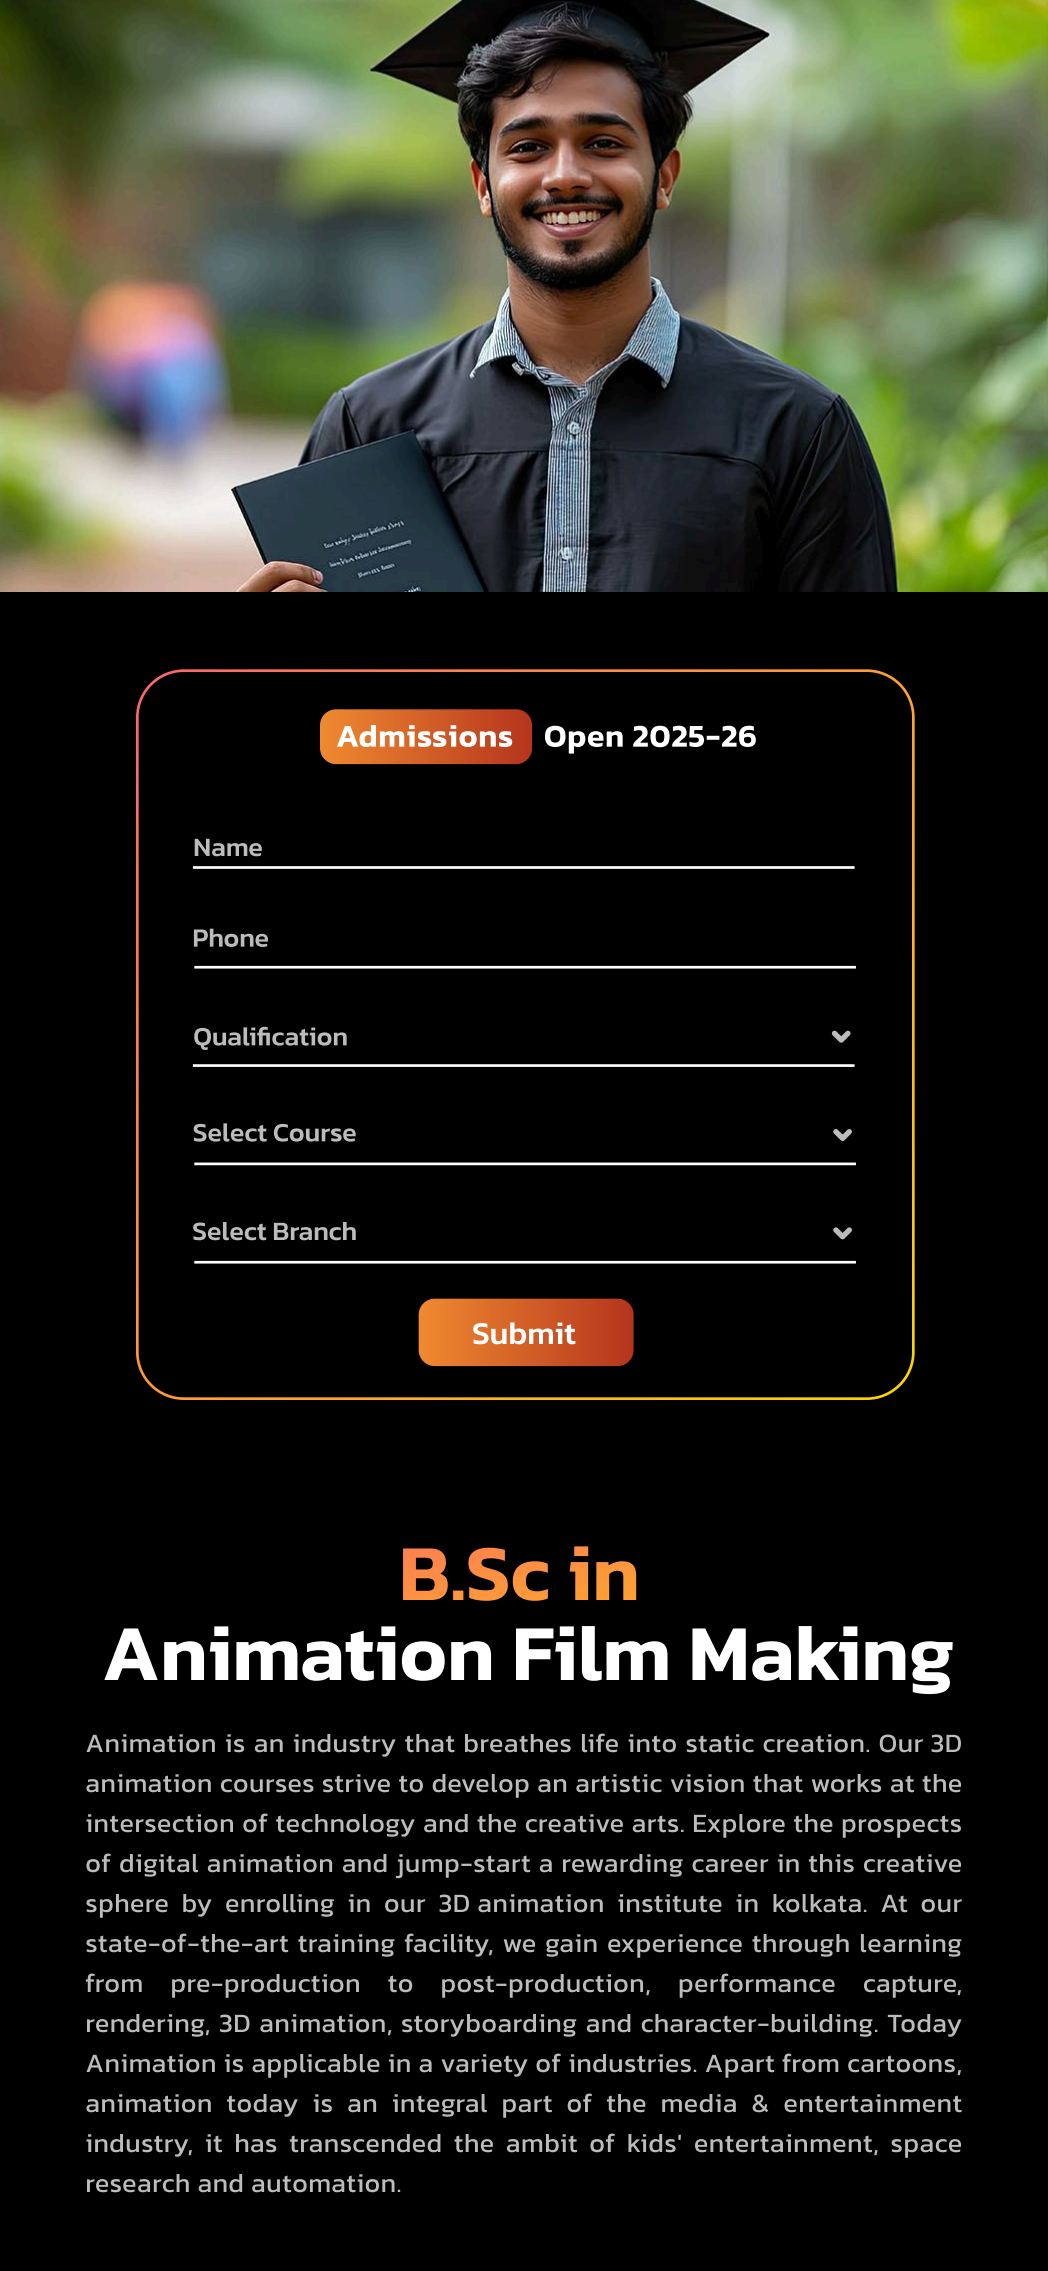 Admissions Open 2025-26
Name
Phone
Qualification
Select Course
Select Branch
Submit
B.Sc in
Animation Film Making
Animation is an industry that breathes life into static creation. Our 3D
animation courses strive to develop an artistic vision that works at the
intersection of technology and the creative arts. Explore the prospects
of digital animation and jump-start a rewarding career in this creative
sphere by enrolling in our 3D animation institute in kolkata. At our
state-of-the-art training facility, we gain experience through learning
from pre-production to post-production, performance capture,
rendering, 3D animation, storyboarding and character-building. Today
Animation is applicable in a variety of industries. Apart from cartoons,
animation today is an integral part of the media & entertainment
industry, it has transcended the ambit of kids' entertainment, space
research and automation.